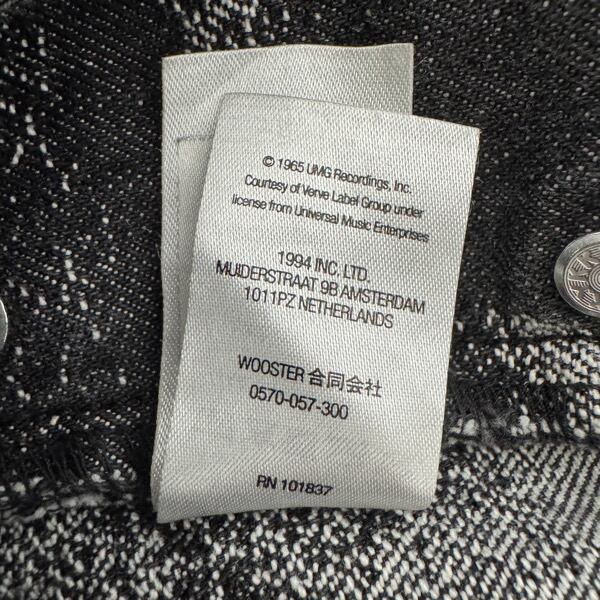 © 1965 UMG Recordings, Inc.
Courtesy of Verve Label Group under
license from Universal Music Enterprises
1994 INC. LTD.
MUIDERSTRAAT 9B AMSTERDAM
1011PZ NETHERLANDS
WOOSTER 合同会社
0570-057-300
RN 101837